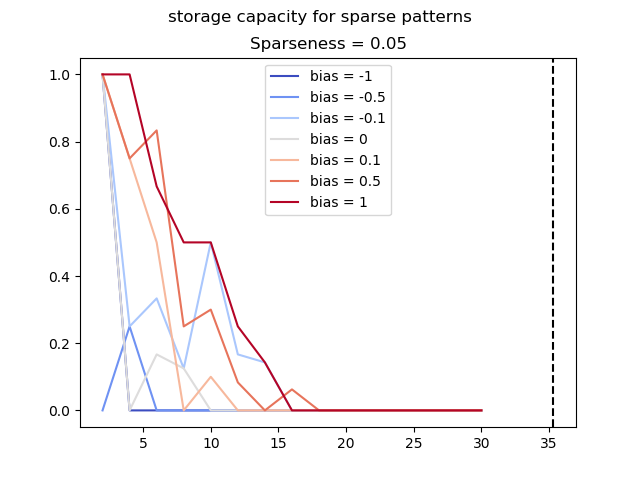 storage capacity for sparse patterns
Sparseness = 0.05
1.0
0.8
0.6
0.4
0.2
0.0
bias = -1
bias = -0.5
bias = -0.1
bias = 0
bias = 0.1
bias = 0.5
bias = 1
5
10
15
20
25
30
35